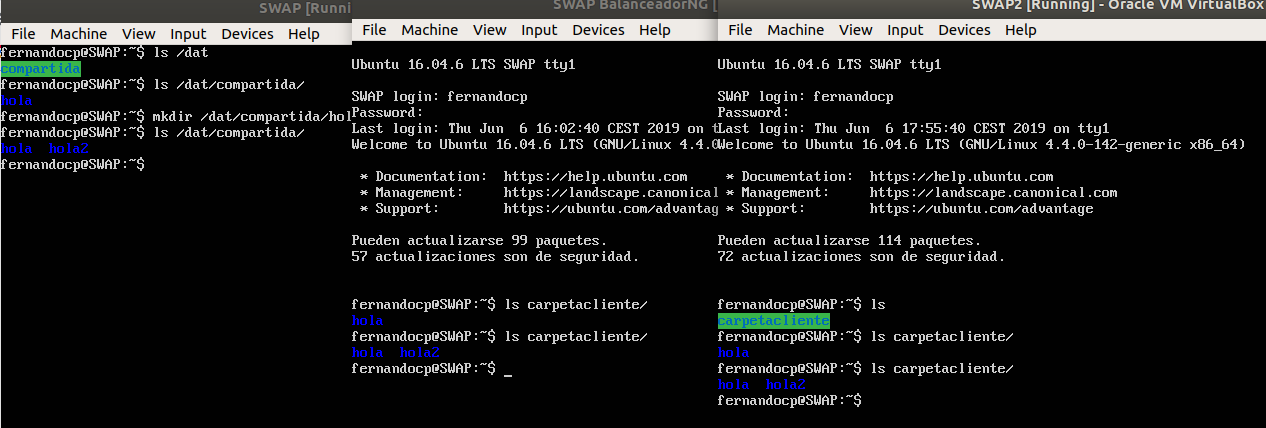 SWAP [Runni
File Machine View Input Devices Help
fernandocp@SWAP:~$ ls /dat
compartida
fernandocp@SWAP:~$ ls /dat/compartida/
hola
fernandocp@SWAP:~$ mkdir /dat/compartida/hol
fernandocp@SWAP:~$ ls /dat/compartida/
hola hola2
fernandocp@SWAP:~$
SWAP BalanceadorNG [
File Machine View Input Devices Help
Ubuntu 16.04.6 LTS SWAP tty1
SWAP login: fernandocp
Password:
Last login: Thu Jun 6 16:02:40 CEST 2019 on t
Welcome to Ubuntu 16.04.6 LTS (GNU/Linux 4.4.0
* Documentation: https://help.ubuntu.com
* Management: https://landscape.canonical
* Support: https://ubuntu.com/advantag
Pueden actualizarse 99 paquetes.
57 actualizaciones son de seguridad.
fernandocp@SWAP:~$ ls carpetacliente/
hola
fernandocp@SWAP:~$ ls carpetacliente/
hola hola2
fernandocp@SWAP:~$ _
SWAP2 [Running] - Oracle VM VirtualBox
File Machine View Input Devices Help
Ubuntu 16.04.6 LTS SWAP tty1
SWAP login: fernandocp
Password:
Last login: Thu Jun 6 17:55:40 CEST 2019 on tty1
Welcome to Ubuntu 16.04.6 LTS (GNU/Linux 4.4.0-142-generic x86_64)
* Documentation: https://help.ubuntu.com
* Management: https://landscape.canonical.com
* Support: https://ubuntu.com/advantage
Pueden actualizarse 114 paquetes.
72 actualizaciones son de seguridad.
fernandocp@SWAP:~$ ls
carpetacliente
fernandocp@SWAP:~$ ls carpetacliente/
hola
fernandocp@SWAP:~$ ls carpetacliente/
hola hola2
fernandocp@SWAP:~$